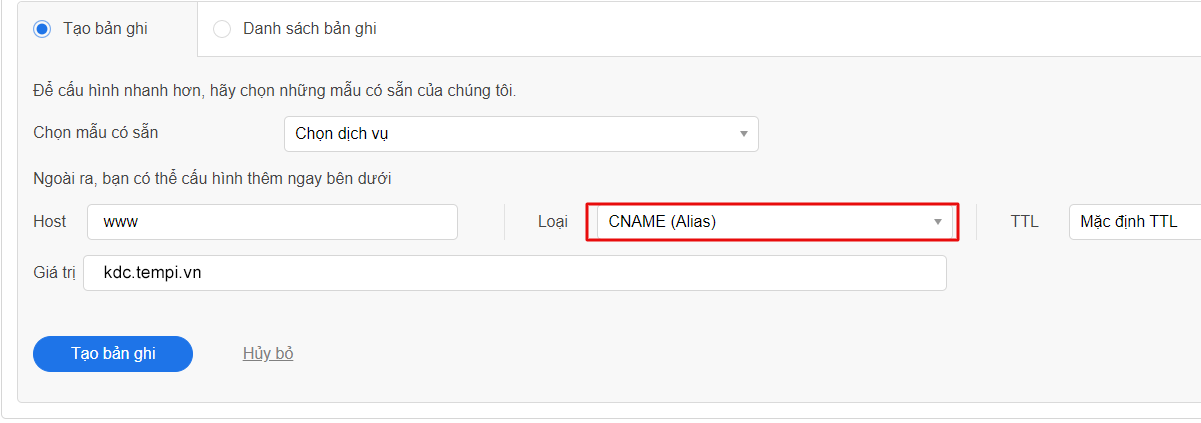 Tạo bản ghi Danh sách bản ghi
Để cấu hình nhanh hơn, hãy chọn những mẫu có sẵn của chúng tôi.
Chọn mẫu có sẵn Chọn dịch vụ
Ngoài ra, bạn có thể cấu hình thêm ngay bên dưới
Host www Loại CNAME (Alias) TTL Mặc định TTL
Giá trị kdc.tempi.vn
Tạo bản ghi Hủy bỏ